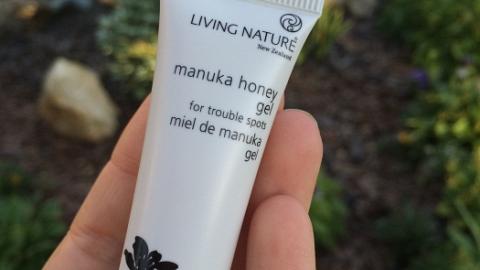 LIVING NATURE
New Zealand
manuka honey
gel
for trouble spots
miel de manuka
gel